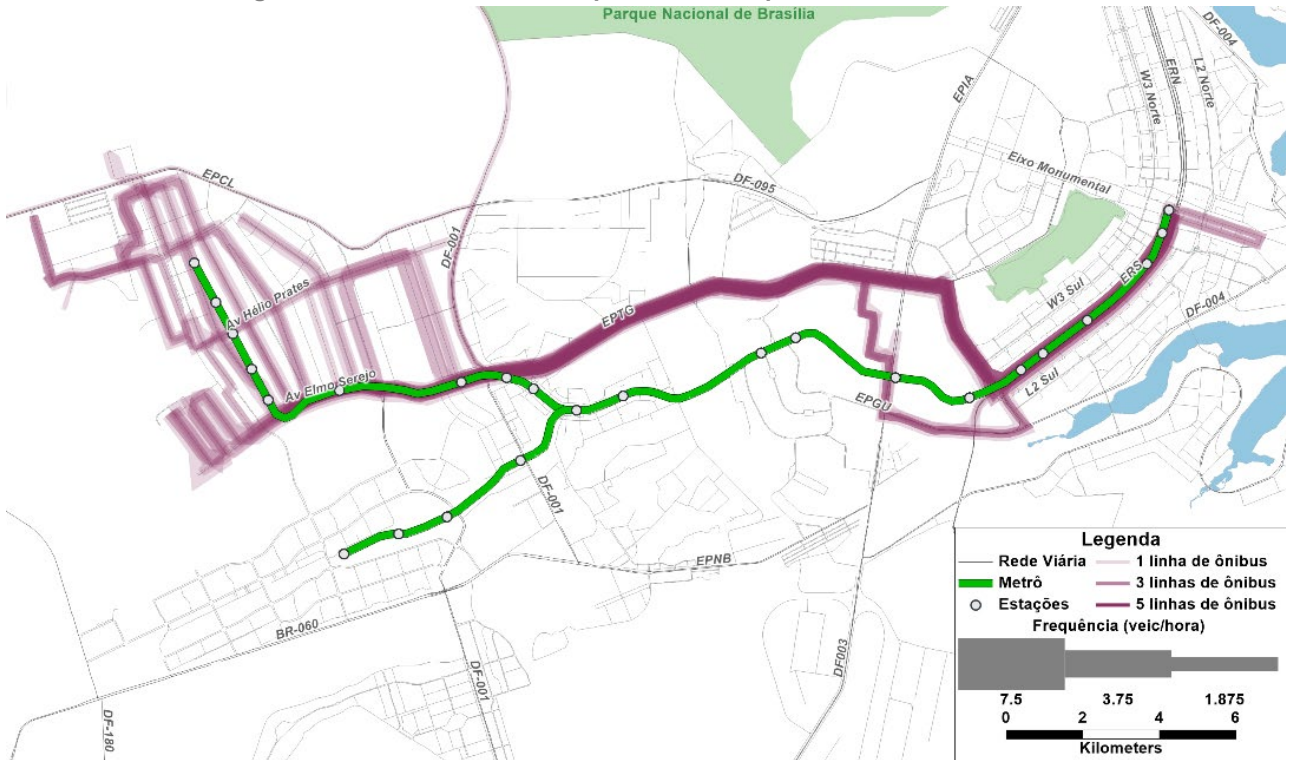 Parque Nacional de Brasília
DF-004
EPIA
W3 Norte
ERN
L2 Norte
Eixo Monumental
EPCL
DF-095
DF-001
Av Hélio Prates
EPTG
W3 Sul
ERS
DF-004
Av Elmo Serejo
L2 Sul
EPGU
DF-001
EPNB
BR-060
DF003
DF-001
DF-180
Legenda
Rede Viária 1 linha de ônibus
Metrô 3 linhas de ônibus
Estações 5 linhas de ônibus
Frequência (veic/hora)
7.5 3.75 1.875
0 2 4 6
Kilometers